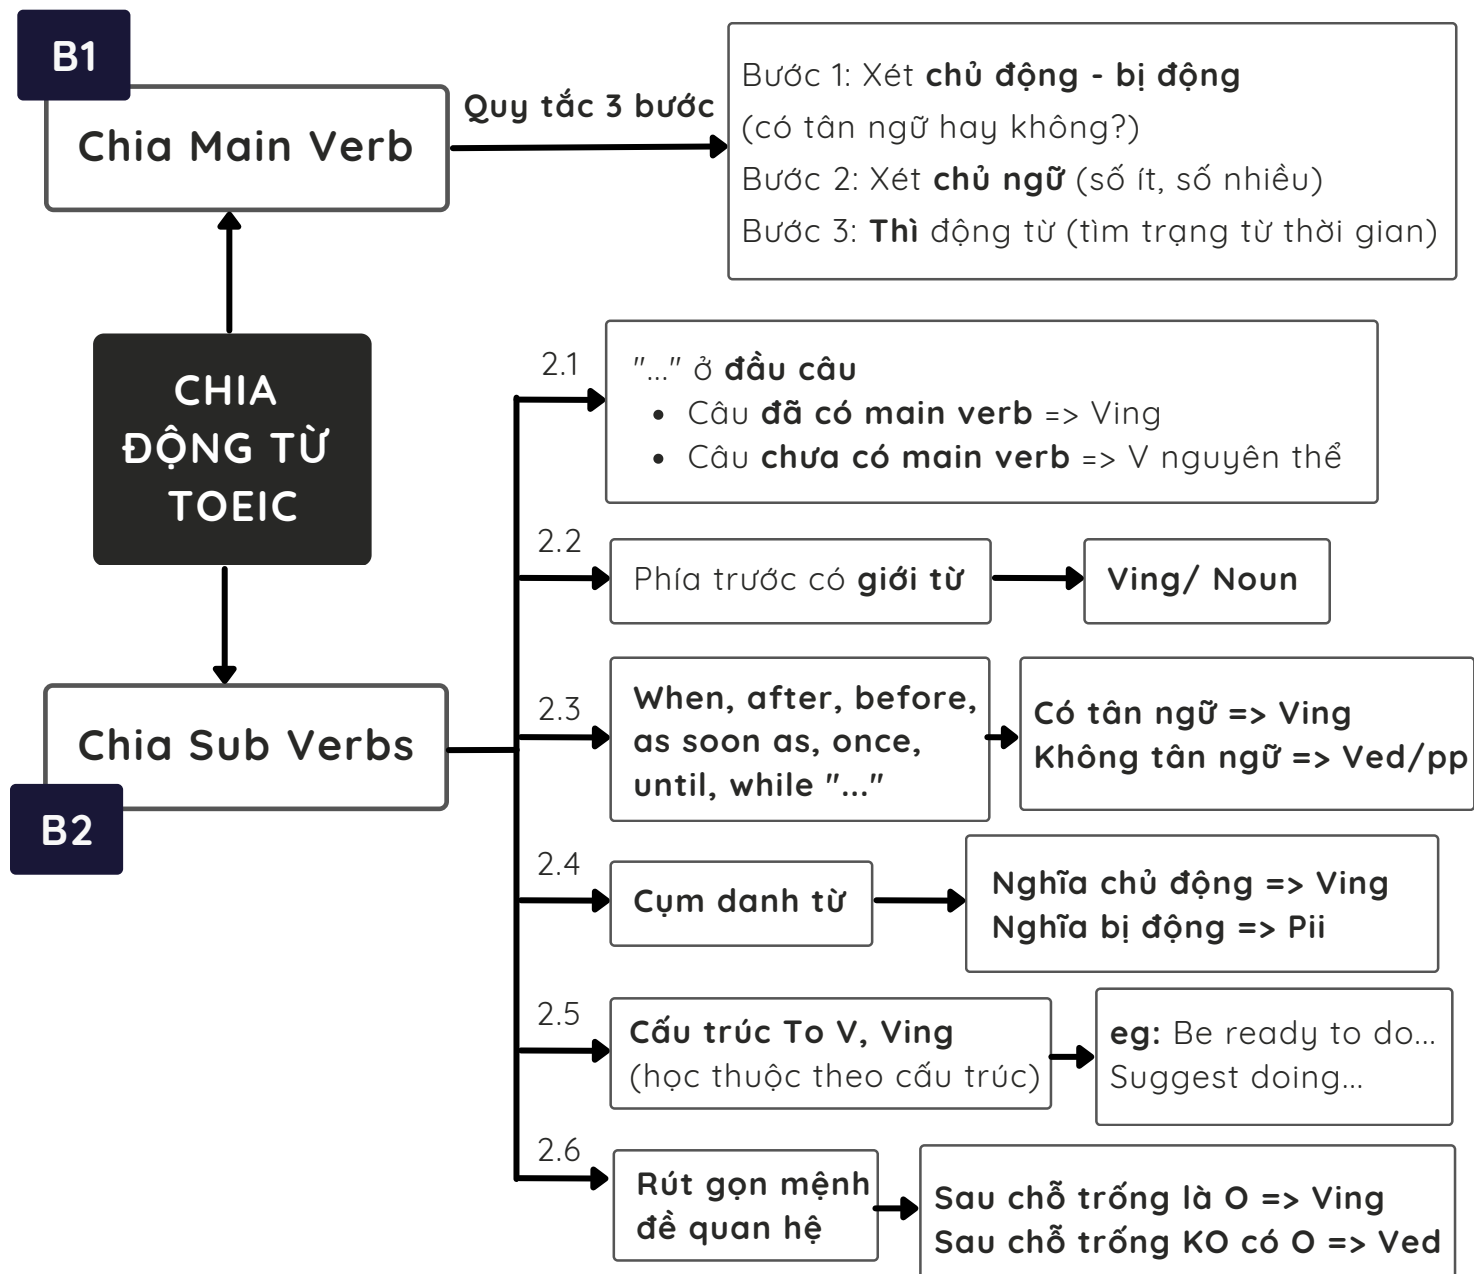 B1
Chia Main Verb
Quy tắc 3 bước
Bước 1: Xét chủ động - bị động
(có tân ngữ hay không?)
Bước 2: Xét chủ ngữ (số ít, số nhiều)
Bước 3: Thì động từ (tìm trạng từ thời gian)
CHIA
ĐỘNG TỪ
TOEIC
Chia Sub Verbs
B2
2.1
"..." ở đầu câu
• Câu đã có main verb => Ving
• Câu chưa có main verb => V nguyên thể
2.2
Phía trước có giới từ
Ving/ Noun
2.3
When, after, before,
as soon as, once,
until, while "..."
Có tân ngữ => Ving
Không tân ngữ => Ved/pp
2.4
Cụm danh từ
Nghĩa chủ động => Ving
Nghĩa bị động => Pii
2.5
Cấu trúc To V, Ving
(học thuộc theo cấu trúc)
eg: Be ready to do...
Suggest doing...
2.6
Rút gọn mệnh
đề quan hệ
Sau chỗ trống là O => Ving
Sau chỗ trống KO có O => Ved